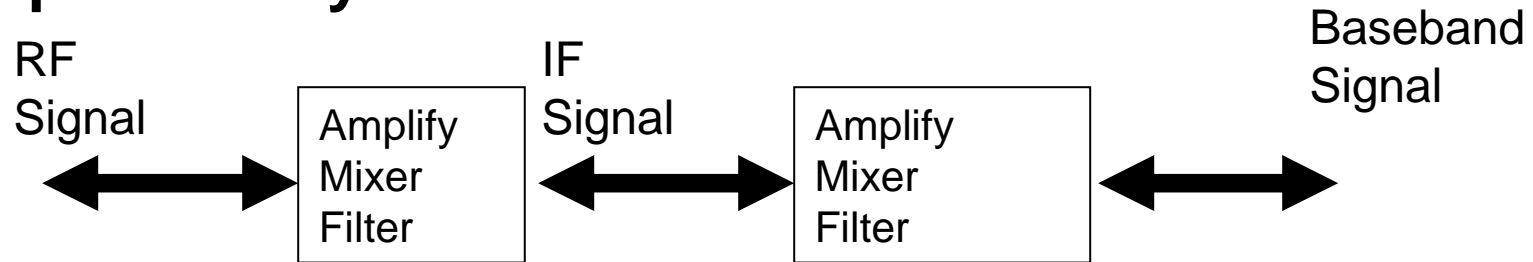 RF
Signal
Amplify
Mixer
Filter
IF
Signal
Amplify
Mixer
Filter
Baseband
Signal